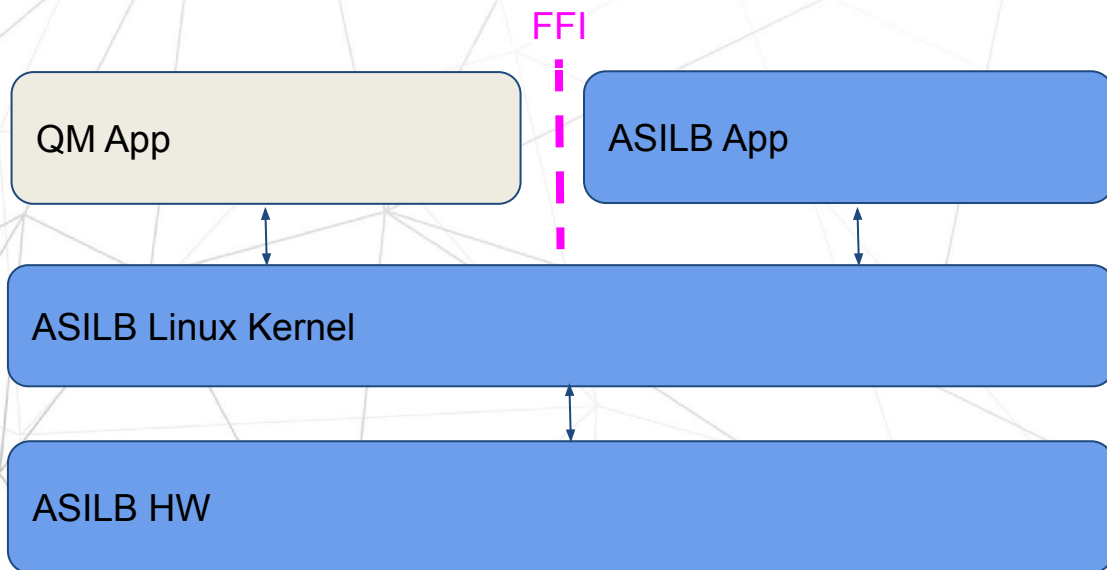 FFI
QM App
ASILB App
ASILB Linux Kernel
ASILB HW